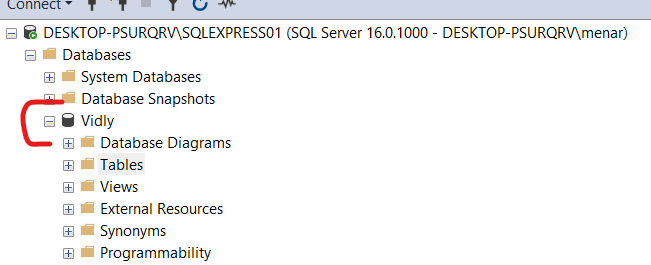 Connect
DESKTOP-PSURQRV\SQLEXPRESS01 (SQL Server 16.0.1000 - DESKTOP-PSURQRV\menar)
Databases
System Databases
Database Snapshots
Vidly
Database Diagrams
Tables
Views
External Resources
Synonyms
Programmability